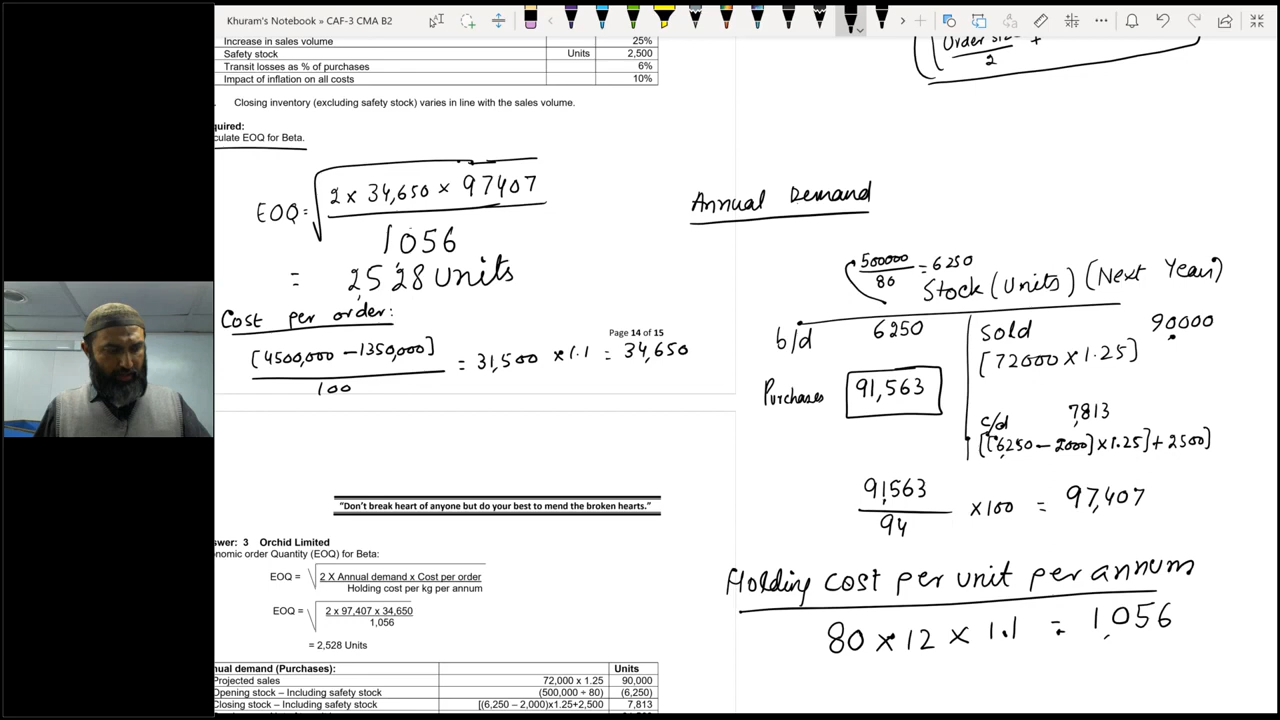 Khuram's Notebook » CAF-3 CMA B2
Increase in sales volume 25%
Safety stock Units 2,500
Transit losses as % of purchases 6%
Impact of inflation on all costs 10%
Closing inventory (excluding safety stock) varies in line with the sales volume.
quired:
culate EOQ for Beta.
EOQ = √ 2 x 34,650 x 97407
1056
= 2,528 units
Cost per order:
[4500,000 - 1350,000] = 31,500 x 1.1 = 34,650
100
Page 14 of 15
"Don't break heart of anyone but do your best to mend the broken hearts."
swer: 3 Orchid Limited
nomic order Quantity (EOQ) for Beta:
EOQ = √ 2 X Annual demand x Cost per order
Holding cost per kg per annum
EOQ = √ 2 x 97,407 x 34,650
1,056
= 2,528 Units
nual demand (Purchases): Units
Projected sales 72,000 x 1.25 90,000
Opening stock – Including safety stock (500,000 ÷ 80) (6,250)
Closing stock – Including safety stock [(6,250 – 2,000)x1.25+2,500 7,813
Order
2 +
Annual Demand
500000 = 6250
80
Stock (Units) (Next Year)
b/d 6250 Sold 90000
[72000 x 1.25]
Purchases 91,563
c/d 7813
[(6250 - 2000] x 1.25] + 2500]
91,563 x 100 = 97,407
94
Holding cost per unit per annum
80 x 12 x 1.1 = 1,056